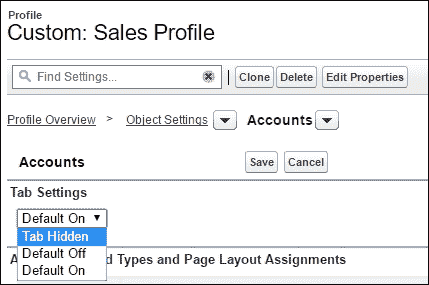 Profile
Custom: Sales Profile
Find Settings... Clone Delete Edit Properties
Profile Overview > Object Settings Accounts
Accounts Save Cancel
Tab Settings
Default On
Tab Hidden
Default Off
Default On
A d Types and Page Layout Assignments